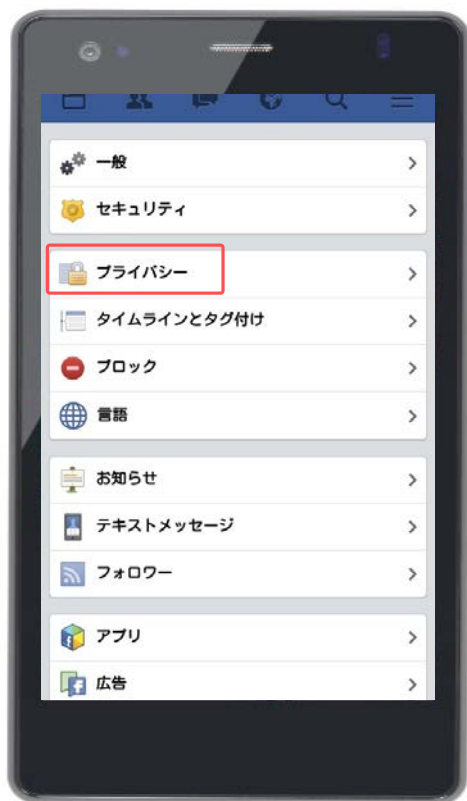 一般
セキュリティ
プライバシー
タイムラインとタグ付け
ブロック
言語
お知らせ
テキストメッセージ
フォロワー
アプリ
広告